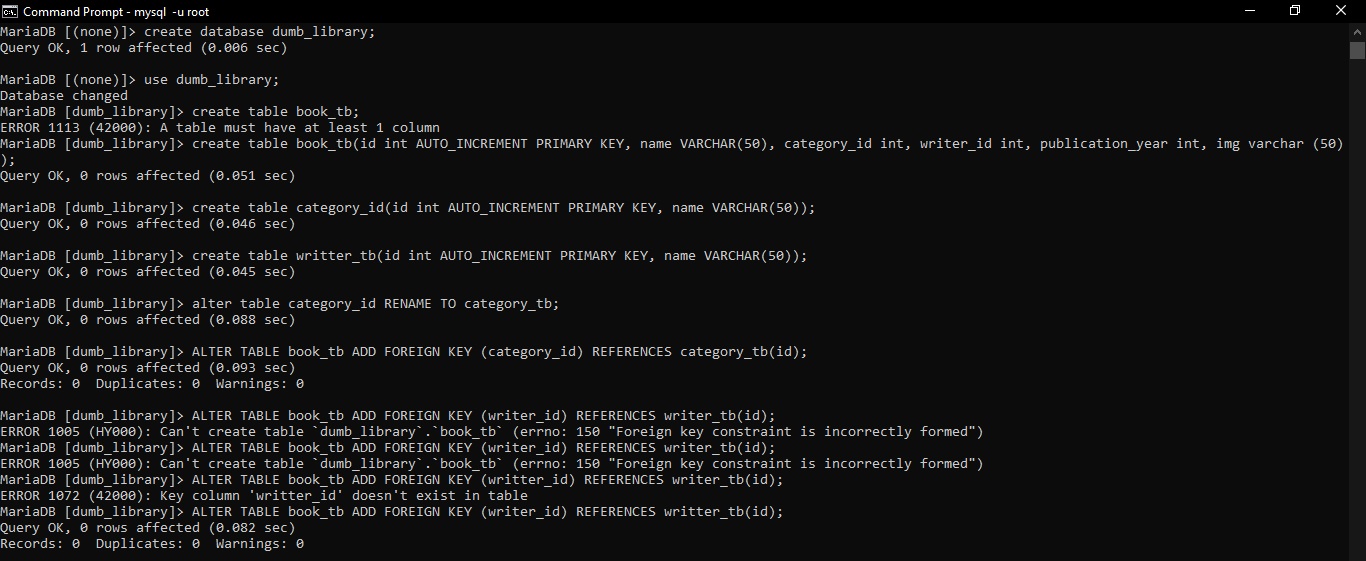 Command Prompt - mysql -u root
MariaDB [(none)]> create database dumb_library;
Query OK, 1 row affected (0.006 sec)
MariaDB [(none)]> use dumb_library;
Database changed
MariaDB [dumb_library]> create table book_tb;
ERROR 1113 (42000): A table must have at least 1 column
MariaDB [dumb_library]> create table book_tb(id int AUTO_INCREMENT PRIMARY KEY, name VARCHAR(50), category_id int, writer_id int, publication_year int, img varchar (50)
);
Query OK, 0 rows affected (0.051 sec)
MariaDB [dumb_library]> create table category_id(id int AUTO_INCREMENT PRIMARY KEY, name VARCHAR(50));
Query OK, 0 rows affected (0.046 sec)
MariaDB [dumb_library]> create table writter_tb(id int AUTO_INCREMENT PRIMARY KEY, name VARCHAR(50));
Query OK, 0 rows affected (0.045 sec)
MariaDB [dumb_library]> alter table category_id RENAME TO category_tb;
Query OK, 0 rows affected (0.088 sec)
MariaDB [dumb_library]> ALTER TABLE book_tb ADD FOREIGN KEY (category_id) REFERENCES category_tb(id);
Query OK, 0 rows affected (0.093 sec)
Records: 0  Duplicates: 0  Warnings: 0
MariaDB [dumb_library]> ALTER TABLE book_tb ADD FOREIGN KEY (writer_id) REFERENCES writer_tb(id);
ERROR 1005 (HY000): Can't create table `dumb_library`.`book_tb` (errno: 150 "Foreign key constraint is incorrectly formed")
MariaDB [dumb_library]> ALTER TABLE book_tb ADD FOREIGN KEY (writer_id) REFERENCES writer_tb(id);
ERROR 1005 (HY000): Can't create table `dumb_library`.`book_tb` (errno: 150 "Foreign key constraint is incorrectly formed")
MariaDB [dumb_library]> ALTER TABLE book_tb ADD FOREIGN KEY (writter_id) REFERENCES writer_tb(id);
ERROR 1072 (42000): Key column 'writter_id' doesn't exist in table
MariaDB [dumb_library]> ALTER TABLE book_tb ADD FOREIGN KEY (writer_id) REFERENCES writter_tb(id);
Query OK, 0 rows affected (0.082 sec)
Records: 0  Duplicates: 0  Warnings: 0